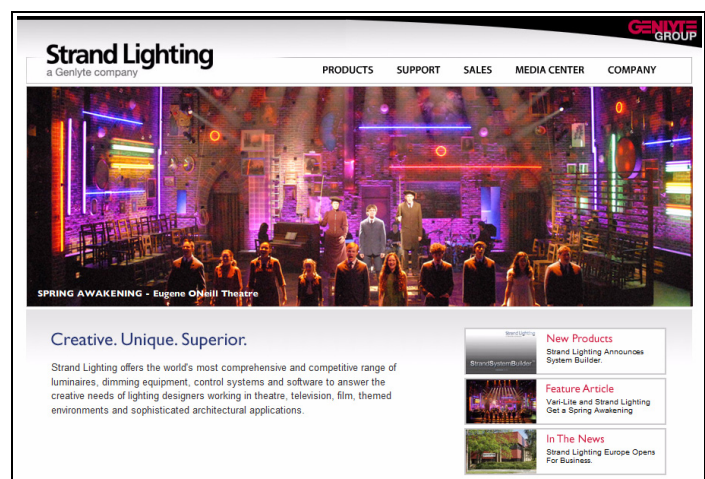 GENLYTE
GROUP
Strand Lighting
a Genlyte company
PRODUCTS SUPPORT SALES MEDIA CENTER COMPANY
SPRING AWAKENING - Eugene ONeill Theatre
Creative. Unique. Superior.
Strand Lighting offers the world's most comprehensive and competitive range of
luminaires, dimming equipment, control systems and software to answer the
creative needs of lighting designers working in theatre, television, film, themed
environments and sophisticated architectural applications.
Strand Lighting
StrandSystemBuilder
New Products
Strand Lighting Announces
System Builder.
Feature Article
Vari-Lite and Strand Lighting
Get a Spring Awakening
In The News
Strand Lighting Europe Opens
For Business.